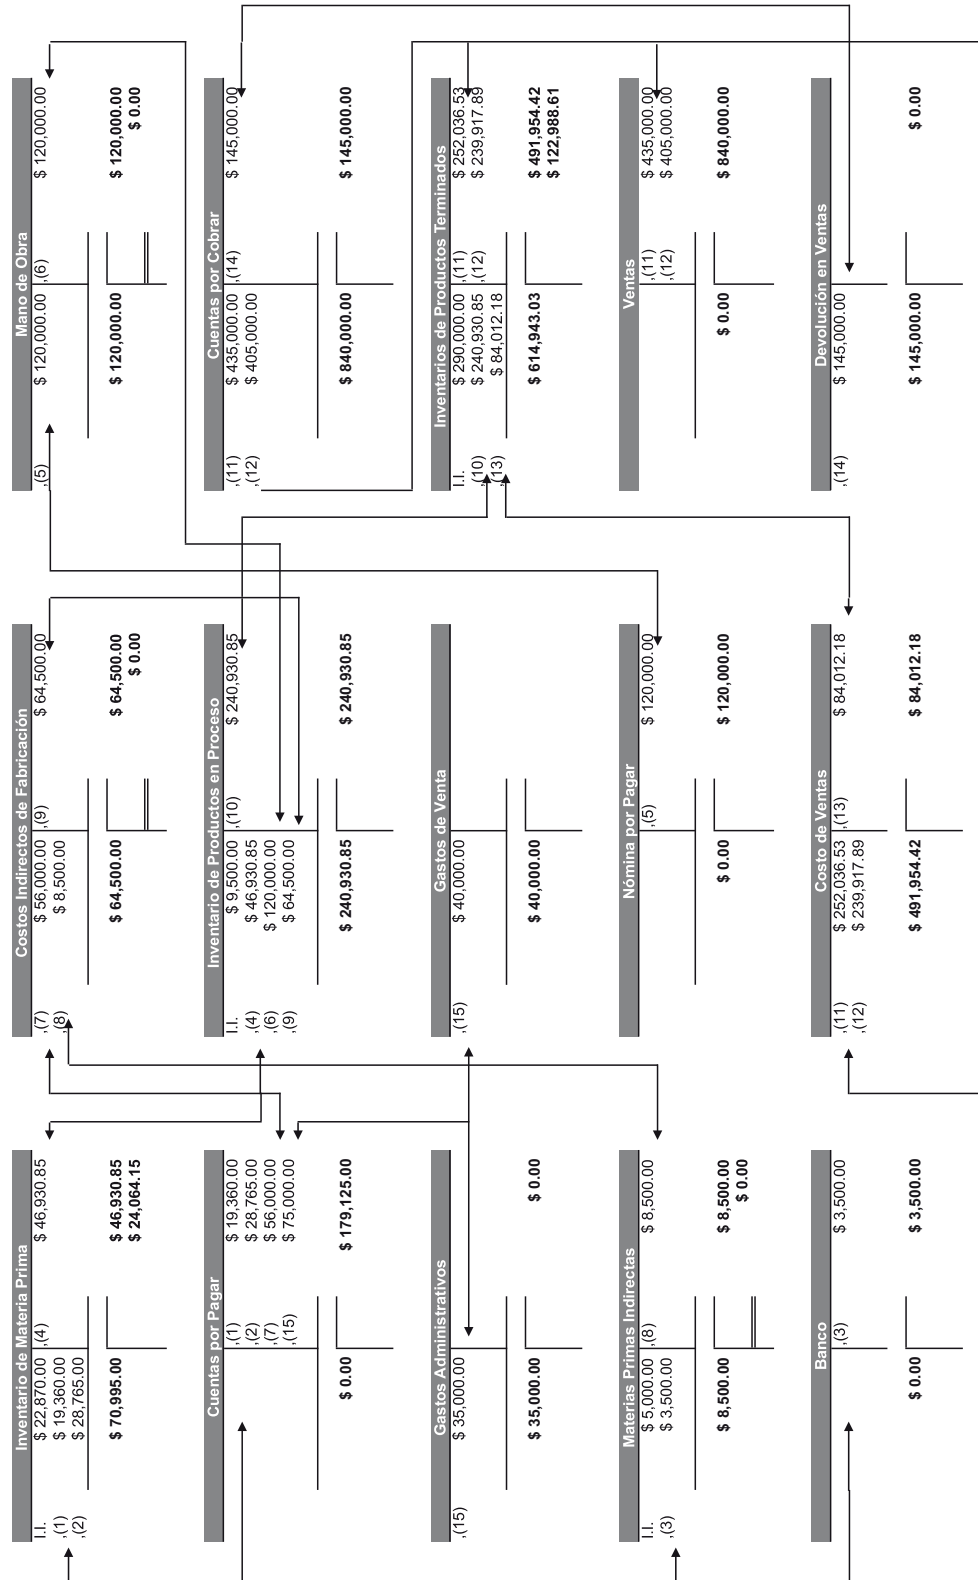 Inventario de Materia Prima
I.I. $ 22,870.00 ,(4) $ 46,930.85
,(1) $ 19,360.00
,(2) $ 28,765.00
$ 70,995.00 $ 46,930.85
$ 24,064.15
Costos Indirectos de Fabricación
,(7) $ 56,000.00 ,(9) $ 64,500.00
,(8) $ 8,500.00
$ 64,500.00 $ 64,500.00
$ 0.00
Mano de Obra
,(5) $ 120,000.00 ,(6) $ 120,000.00
$ 120,000.00 $ 120,000.00
$ 0.00
Cuentas por Pagar
,(1) $ 19,360.00
,(2) $ 28,765.00
,(7) $ 56,000.00
,(15) $ 75,000.00
$ 0.00 $ 179,125.00
Inventario de Productos en Proceso
I.I. $ 9,500.00 ,(10) $ 240,930.85
,(4) $ 46,930.85
,(6) $ 120,000.00
,(9) $ 64,500.00
$ 240,930.85 $ 240,930.85
Cuentas por Cobrar
,(11) $ 435,000.00 ,(14) $ 145,000.00
,(12) $ 405,000.00
$ 840,000.00 $ 145,000.00
Gastos Administrativos
,(15) $ 35,000.00
$ 35,000.00 $ 0.00
Gastos de Venta
,(15) $ 40,000.00
$ 40,000.00
Inventarios de Productos Terminados
I.I. $ 290,000.00 ,(11) $ 252,036.53
,(10) $ 240,930.85 ,(12) $ 239,917.89
,(13) $ 84,012.18
$ 614,943.03 $ 491,954.42
$ 122,988.61
Materias Primas Indirectas
I.I. $ 5,000.00 ,(8) $ 8,500.00
,(3) $ 3,500.00
$ 8,500.00 $ 8,500.00
$ 0.00
Nómina por Pagar
,(5) $ 120,000.00
$ 0.00 $ 120,000.00
Ventas
,(11) $ 435,000.00
,(12) $ 405,000.00
$ 0.00 $ 840,000.00
Banco
,(3) $ 3,500.00
$ 0.00 $ 3,500.00
Costo de Ventas
,(11) $ 252,036.53 ,(13) $ 84,012.18
,(12) $ 239,917.89
$ 491,954.42 $ 84,012.18
Devolución en Ventas
,(14) $ 145,000.00
$ 145,000.00 $ 0.00